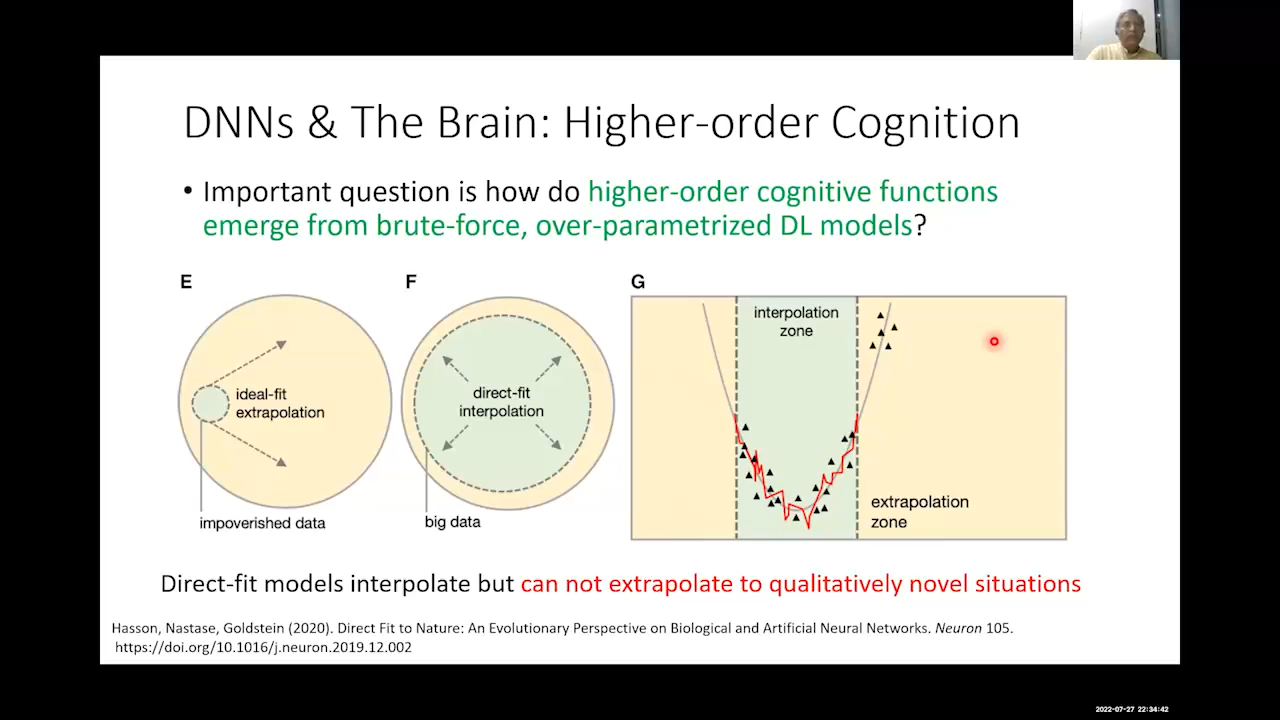 DNNs & The Brain: Higher-order Cognition
• Important question is how do higher-order cognitive functions
emerge from brute-force, over-parametrized DL models?
E
ideal-fit
extrapolation
impoverished data
F
direct-fit
interpolation
big data
G
interpolation
zone
extrapolation
zone
Direct-fit models interpolate but can not extrapolate to qualitatively novel situations
Hasson, Nastase, Goldstein (2020). Direct Fit to Nature: An Evolutionary Perspective on Biological and Artificial Neural Networks. Neuron 105.
https://doi.org/10.1016/j.neuron.2019.12.002
2022-07-27 22:34:42